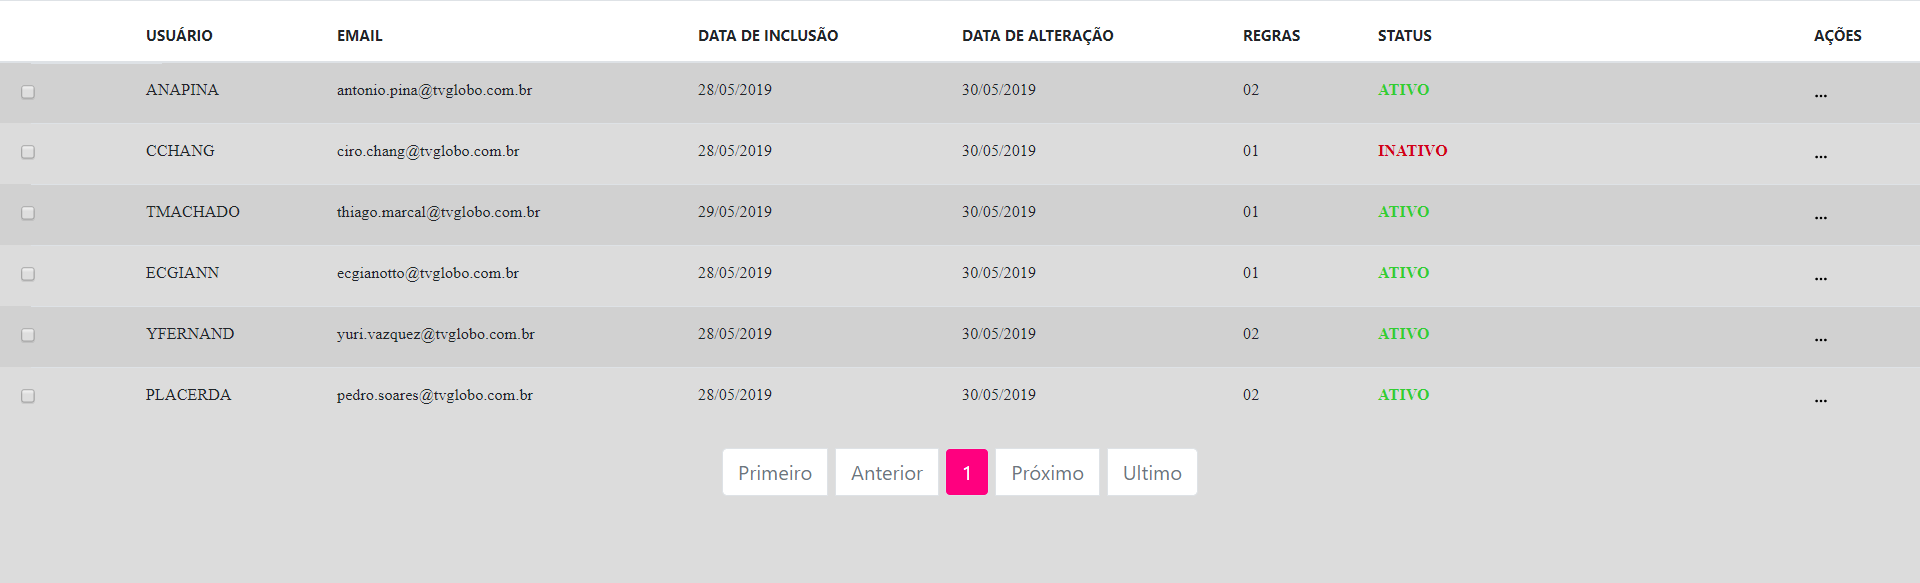 USUÁRIO EMAIL DATA DE INCLUSÃO DATA DE ALTERAÇÃO REGRAS STATUS AÇÕES
ANAPINA antonio.pina@tvglobo.com.br 28/05/2019 30/05/2019 02 ATIVO ...
CCHANG ciro.chang@tvglobo.com.br 28/05/2019 30/05/2019 01 INATIVO ...
TMACHADO thiago.marcal@tvglobo.com.br 29/05/2019 30/05/2019 01 ATIVO ...
ECGIANN ecgianotto@tvglobo.com.br 28/05/2019 30/05/2019 01 ATIVO ...
YFERNAND yuri.vazquez@tvglobo.com.br 28/05/2019 30/05/2019 02 ATIVO ...
PLACERDA pedro.soares@tvglobo.com.br 28/05/2019 30/05/2019 02 ATIVO ...
Primeiro Anterior 1 Próximo Ultimo